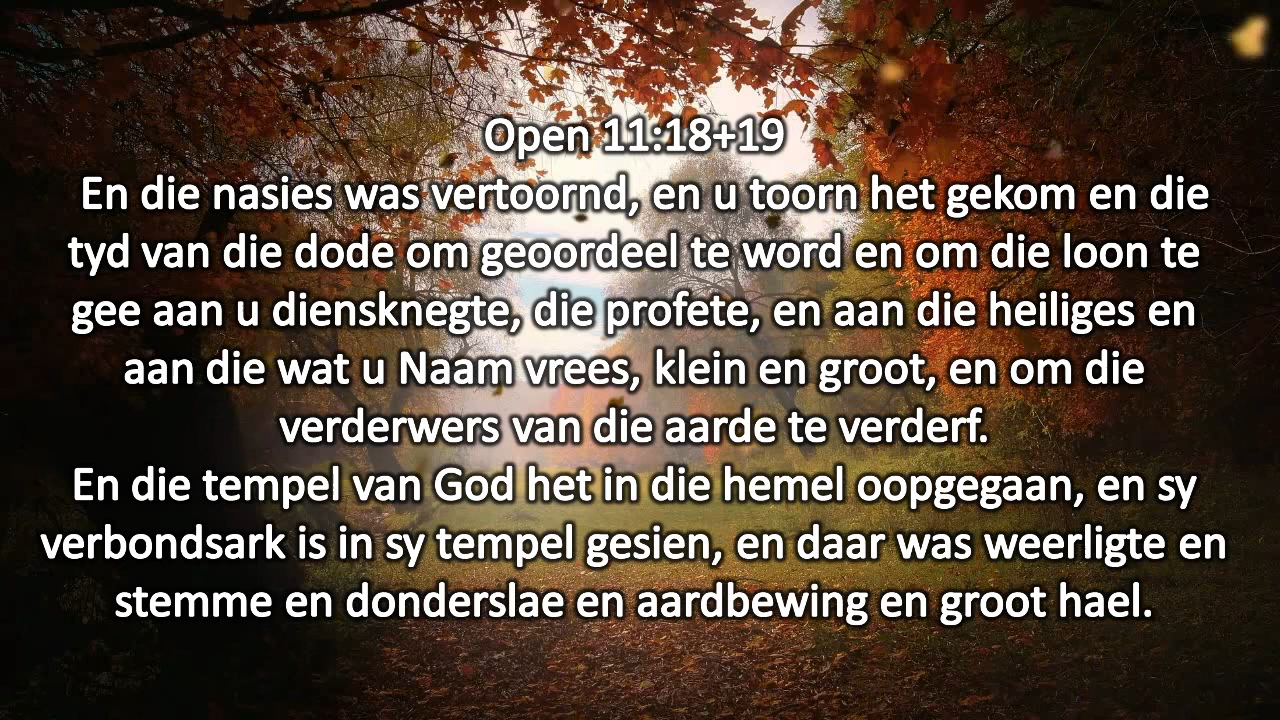 Open 11:18+19
En die nasies was vertoornd, en u toorn het gekom en die
tyd van die dode om geoordeel te word en om die loon te
gee aan u diensknegte, die profete, en aan die heiliges en
aan die wat u Naam vrees, klein en groot, en om die
verderwers van die aarde te verderf.
En die tempel van God het in die hemel oopgegaan, en sy
verbondsark is in sy tempel gesien, en daar was weerligte en
stemme en donderslae en aardbewing en groot hael.